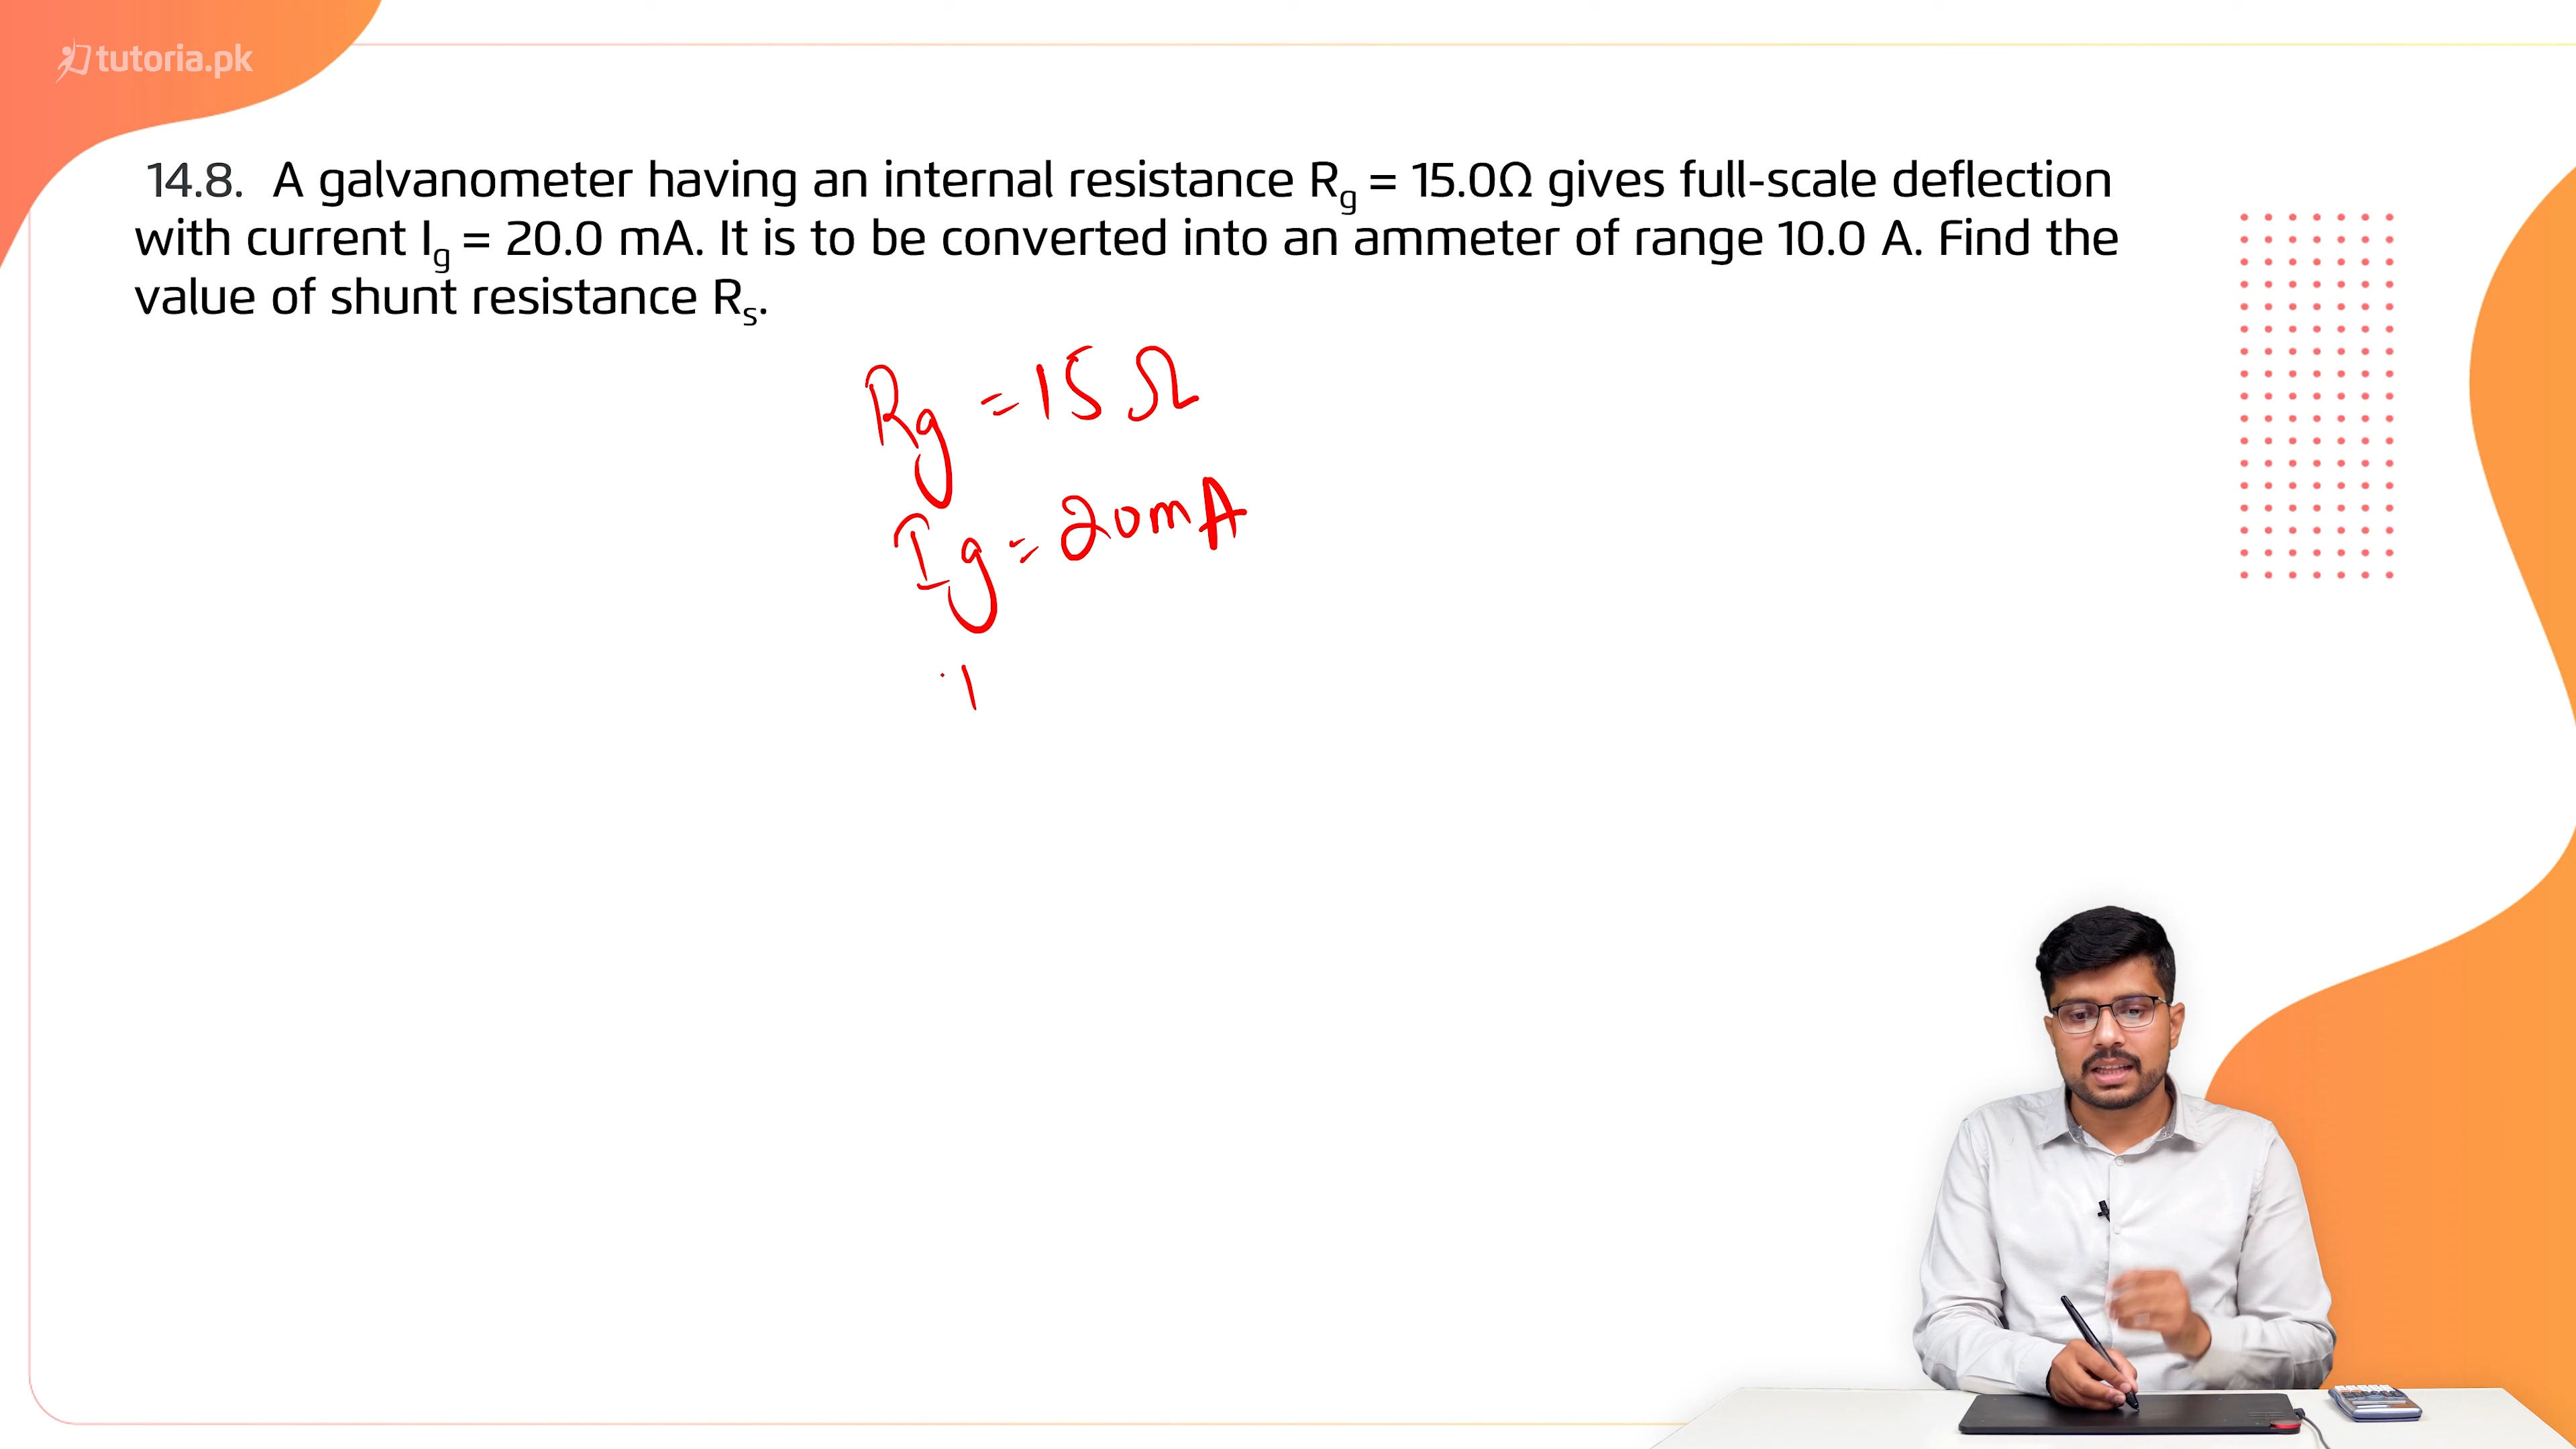 tutoria.pk
14.8. A galvanometer having an internal resistance Rg = 15.0Ω gives full-scale deflection
with current Ig = 20.0 mA. It is to be converted into an ammeter of range 10.0 A. Find the
value of shunt resistance Rs.
Rg = 15 Ω
Ig = 20mA